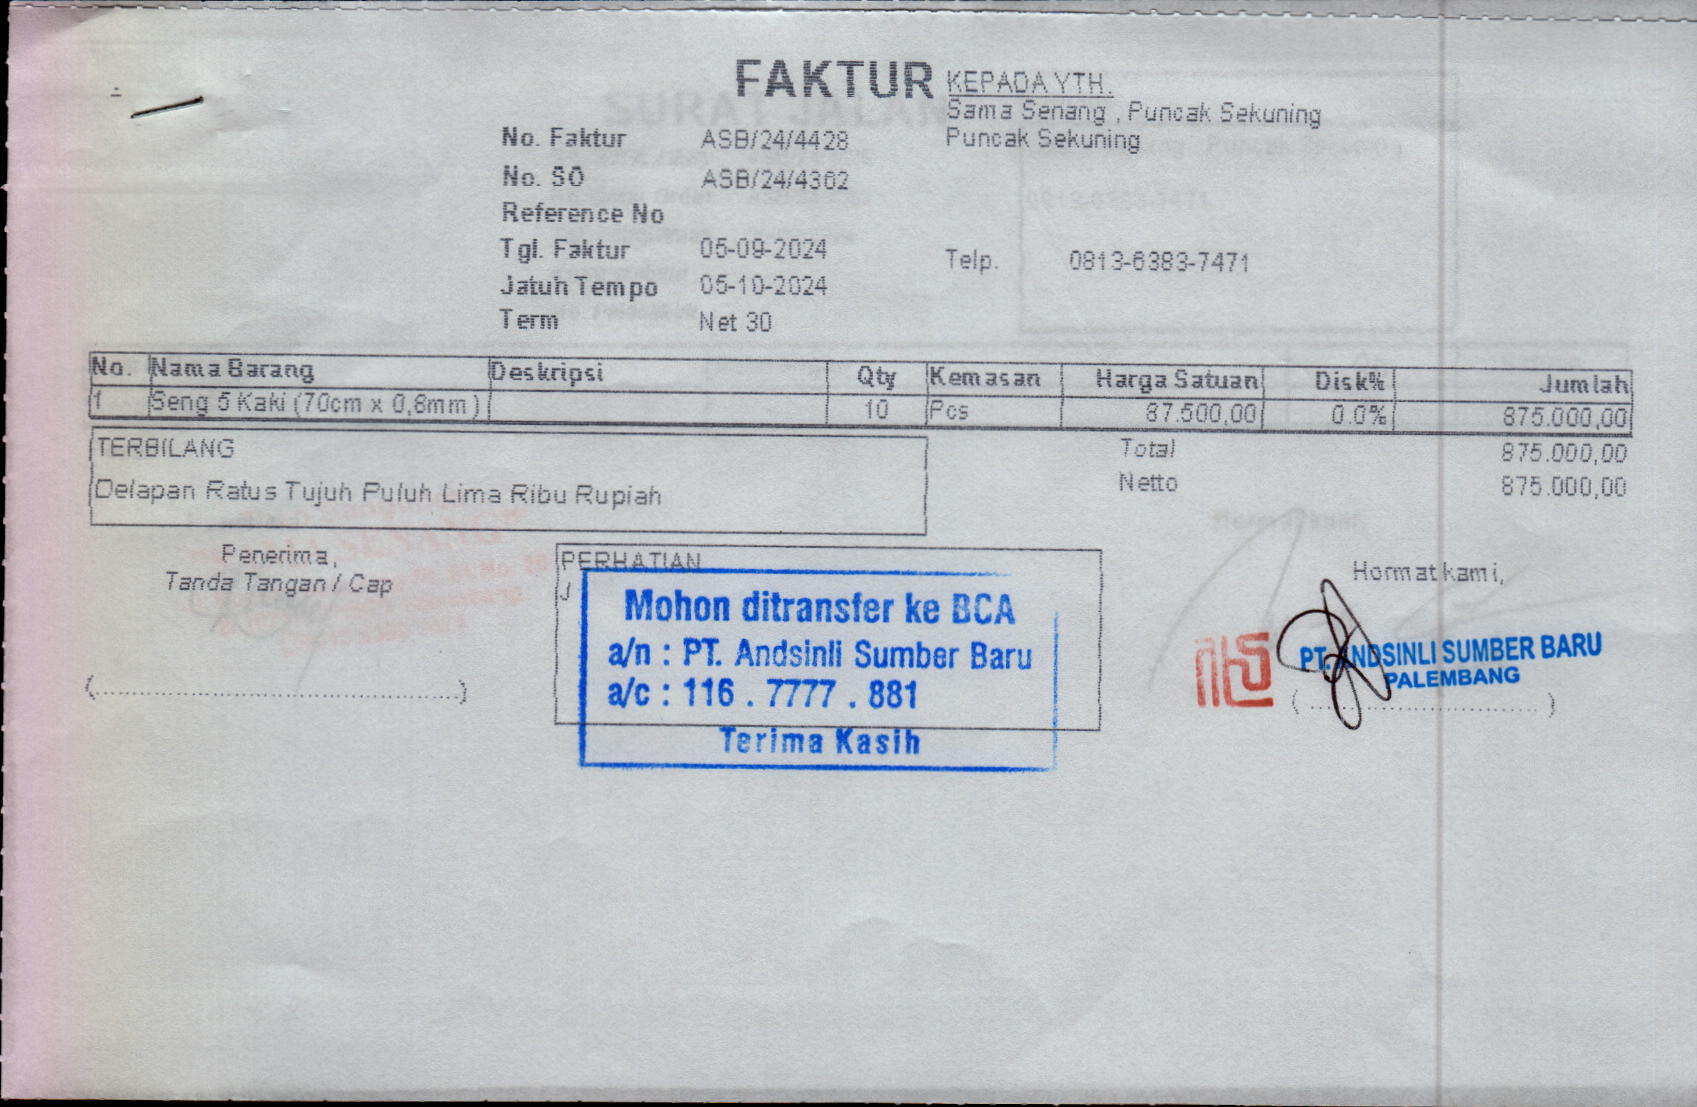 FAKTUR
No. Faktur ASB/24/4428
No. SO ASB/24/4362
Reference No
Tgl. Faktur 05-09-2024
Jatuh Tempo 05-10-2024
Term Net 30
KEPADA YTH.
Sama Senang , Puncak Sekuning
Puncak Sekuning
Telp. 0813-6383-7471
No. Nama Barang Deskripsi Qty Kemasan Harga Satuan Disk% Jumlah
1 Seng 5 Kaki (70cm x 0,8mm) 10 Pcs 87.500,00 0.0% 875.000,00
TERBILANG
Delapan Ratus Tujuh Puluh Lima Ribu Rupiah
Total 875.000,00
Netto 875.000,00
Penerima,
Tanda Tangan / Cap
(....................................................................)
PERHATIAN
J
Mohon ditransfer ke BCA
a/n : PT. Andsinli Sumber Baru
a/c : 116 . 7777 . 881
Terima Kasih
Hormat kami,
PT. ANDSINLI SUMBER BARU
PALEMBANG
( ........................................ )